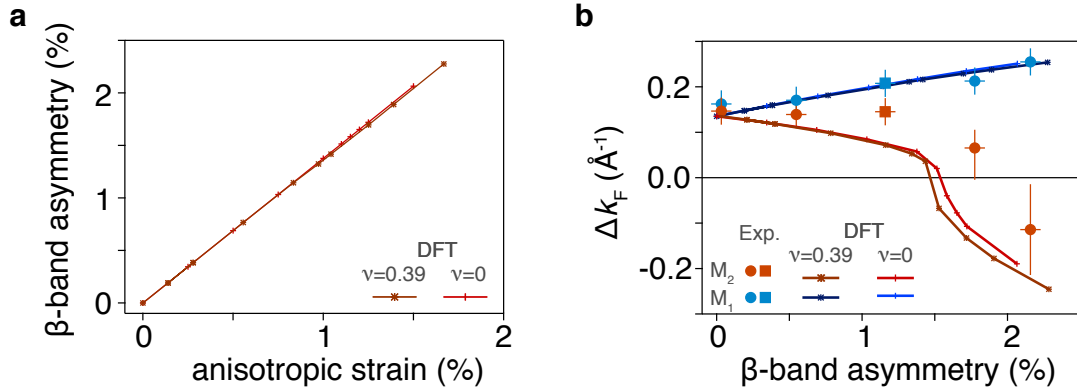 a
β-band asymmetry (%)
2
1
0
0
1
2
anisotropic strain (%)
DFT
ν=0.39 ν=0
b
Δk_F (Å⁻¹)
0.2
0.0
-0.2
0
1
2
β-band asymmetry (%)
Exp. DFT
ν=0.39 ν=0
M₂
M₁